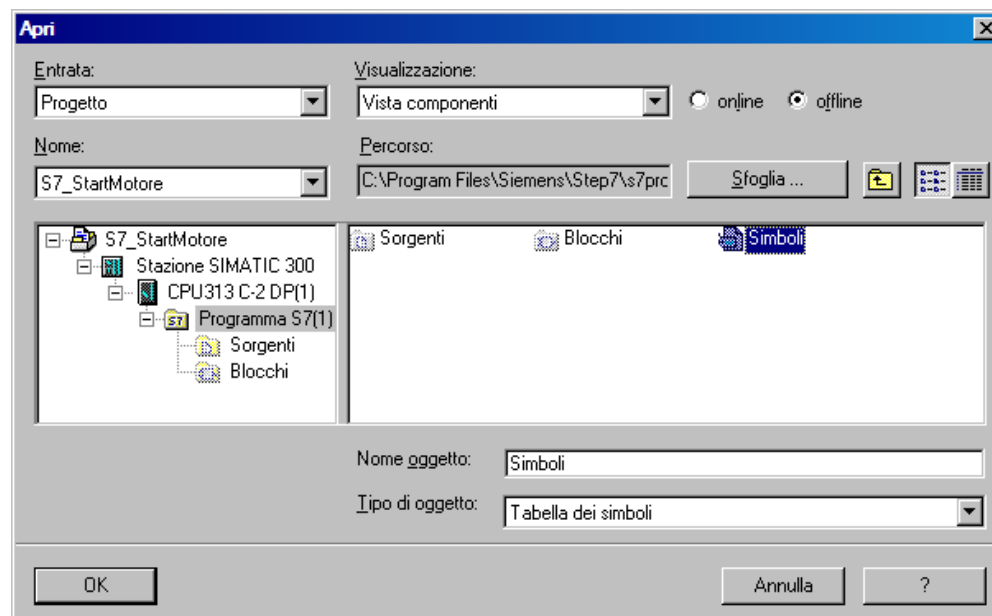 Apri
Entrata:
Visualizzazione:
Progetto
Vista componenti
online
offline
Nome:
Percorso:
S7_StartMotore
C:\Program Files\Siemens\Step7\s7prc
Sfoglia ...
S7_StartMotore
Stazione SIMATIC 300
CPU313 C-2 DP(1)
S7
Programma S7(1)
Sorgenti
Blocchi
Sorgenti
Blocchi
Simboli
Nome oggetto:
Simboli
Tipo di oggetto:
Tabella dei simboli
OK
Annulla
?